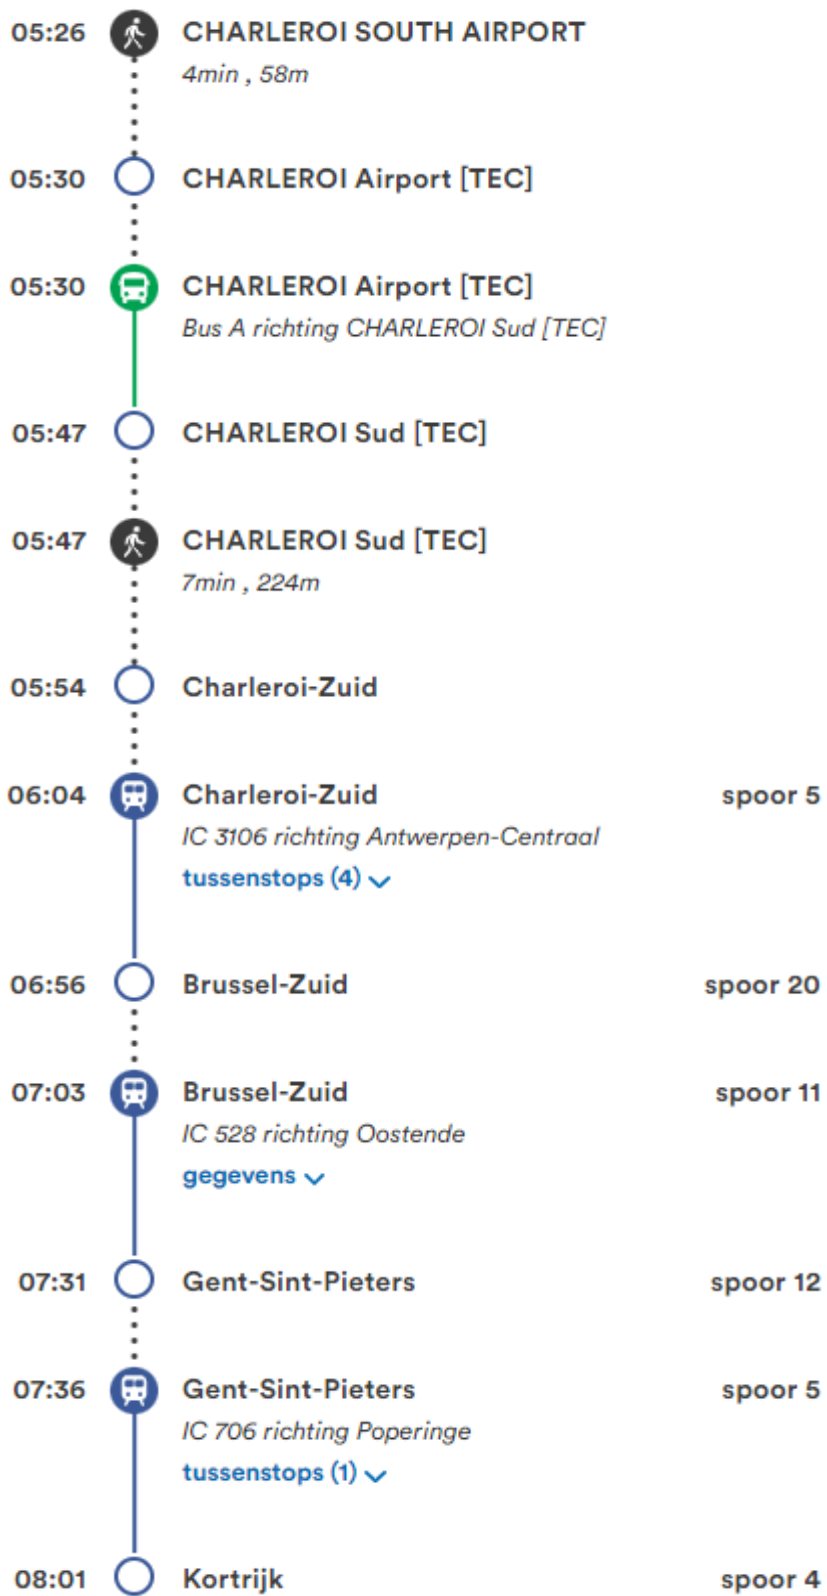 05:26 CHARLEROI SOUTH AIRPORT
4min , 58m
05:30 CHARLEROI Airport [TEC]
05:30 CHARLEROI Airport [TEC]
Bus A richting CHARLEROI Sud [TEC]
05:47 CHARLEROI Sud [TEC]
05:47 CHARLEROI Sud [TEC]
7min , 224m
05:54 Charleroi-Zuid
06:04 Charleroi-Zuid spoor 5
IC 3106 richting Antwerpen-Centraal
tussenstops (4)
06:56 Brussel-Zuid spoor 20
07:03 Brussel-Zuid spoor 11
IC 528 richting Oostende
gegevens
07:31 Gent-Sint-Pieters spoor 12
07:36 Gent-Sint-Pieters spoor 5
IC 706 richting Poperinge
tussenstops (1)
08:01 Kortrijk spoor 4